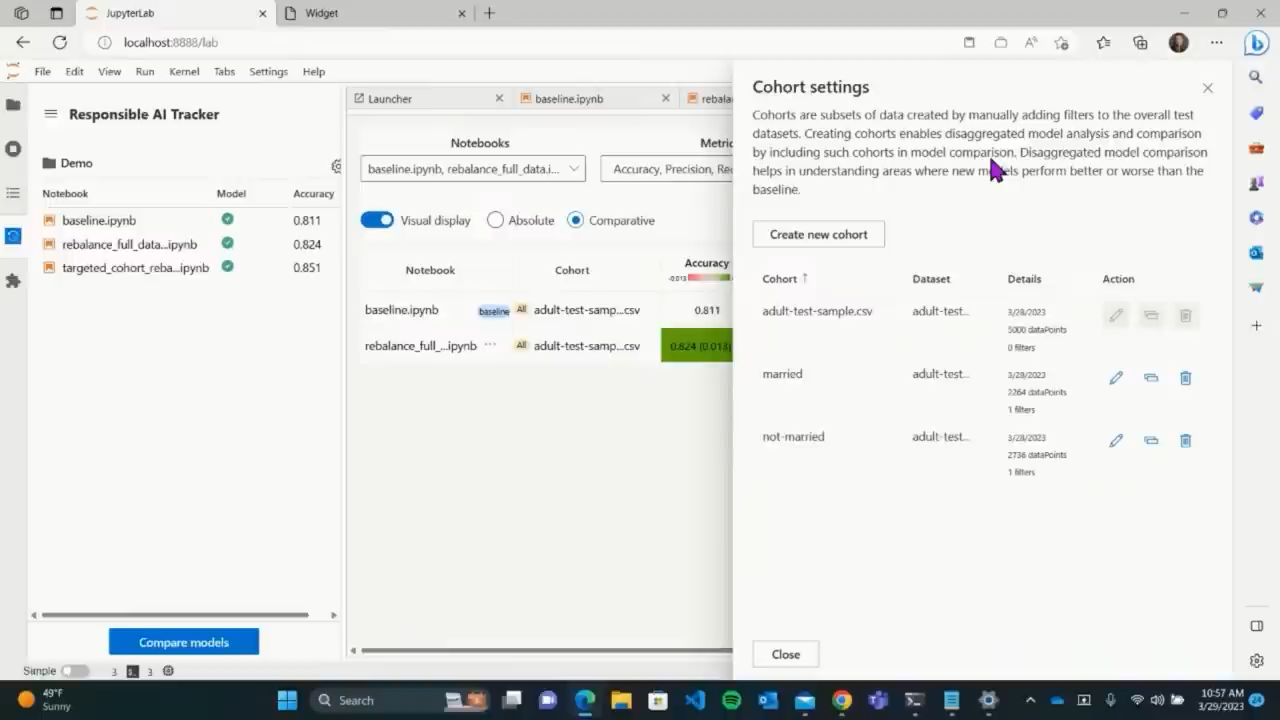 JupyterLab
Widget
localhost:8888/lab
File Edit View Run Kernel Tabs Settings Help
Responsible AI Tracker
Demo
Notebook Model Accuracy
baseline.ipynb 0.811
rebalance_full_data...ipynb 0.824
targeted_cohort_reba...ipynb 0.851
Compare models
Simple 3 3
Launcher baseline.ipynb rebala
Notebooks Metric
baseline.ipynb, rebalance_full_data.i... Accuracy, Precision, Rec
Visual display Absolute Comparative
Notebook Cohort Accuracy
-0.013
baseline.ipynb baseline All adult-test-samp...csv 0.811
rebalance_full_...ipynb ... All adult-test-samp...csv 0.824 (0.013)
Cohort settings
Cohorts are subsets of data created by manually adding filters to the overall test
datasets. Creating cohorts enables disaggregated model analysis and comparison
by including such cohorts in model comparison. Disaggregated model comparison
helps in understanding areas where new models perform better or worse than the
baseline.
Create new cohort
Cohort ↑ Dataset Details Action
adult-test-sample.csv adult-test... 3/28/2023
5000 dataPoints
0 filters
married adult-test... 3/28/2023
2264 dataPoints
1 filters
not-married adult-test... 3/28/2023
2736 dataPoints
1 filters
Close
49°F
Sunny
Search
10:57 AM
3/29/2023